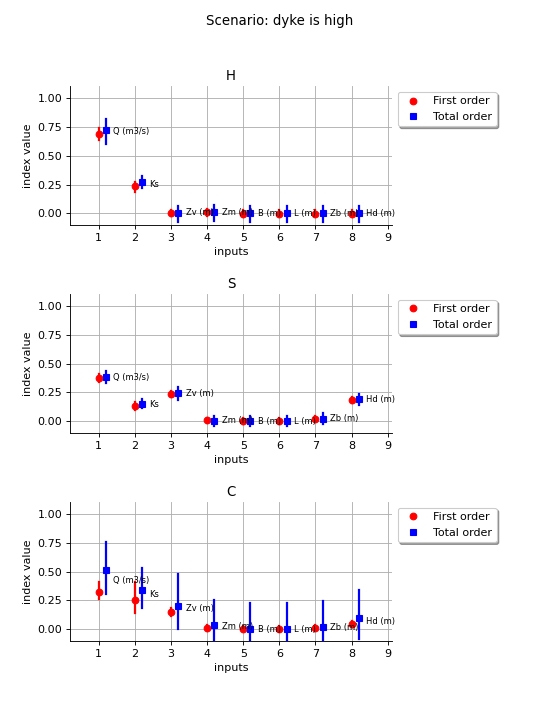 Scenario: dyke is high
H
index value
1.00
0.75
0.50
0.25
0.00
Q (m3/s)
Ks
Zv (m)
Zm (m)
B (m)
L (m)
Zb (m)
Hd (m)
1 2 3 4 5 6 7 8 9
inputs
First order
Total order
S
index value
1.00
0.75
0.50
0.25
0.00
Q (m3/s)
Ks
Zv (m)
Zm (m)
B (m)
L (m)
Zb (m)
Hd (m)
1 2 3 4 5 6 7 8 9
inputs
First order
Total order
C
index value
1.00
0.75
0.50
0.25
0.00
Q (m3/s)
Ks
Zv (m)
Zm (m)
B (m)
L (m)
Zb (m)
Hd (m)
1 2 3 4 5 6 7 8 9
inputs
First order
Total order